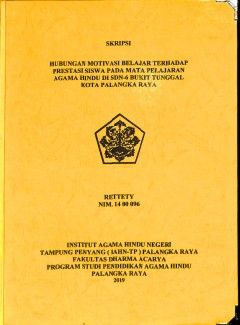 SKRIPSI
HUBUNGAN MOTIVASI BELAJAR TERHADAP
PRESTASI SISWA PADA MATA PELAJARAN
AGAMA HINDU DI SDN-6 BUKIT TUNGGAL
KOTA PALANGKA RAYA
RETTETY
NIM. 14 00 096
INSTITUT AGAMA HINDU NEGERI
TAMPUNG PENYANG ( IAHN-TP ) PALANGKA RAYA
FAKULTAS DHARMA ACARYA
PROGRAM STUDI PENDIDIKAN AGAMA HINDU
PALANGKA RAYA
2019